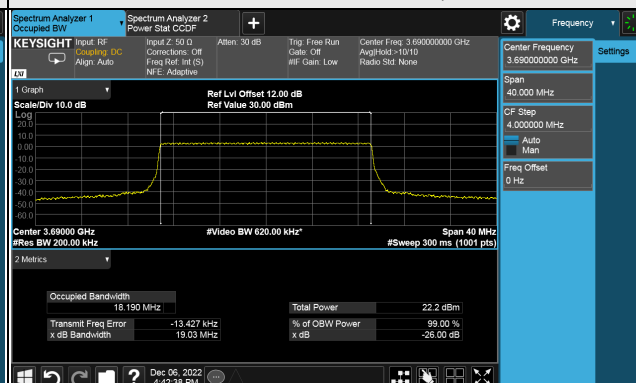 Spectrum Analyzer 1
Occupied BW
Spectrum Analyzer 2
Power Stat CCDF
+
Frequency
KEYSIGHT
Input: RF
Coupling: DC
Align: Auto
Input Z: 50 Ω
Corrections: Off
Freq Ref: Int (S)
NFE: Adaptive
Atten: 30 dB
Trig: Free Run
Gate: Off
#IF Gain: Low
Center Freq: 3.690000000 GHz
Avg|Hold:>10/10
Radio Std: None
LXI
Center Frequency
3.690000000 GHz
Settings
Span
40.000 MHz
CF Step
4.000000 MHz
Auto
Man
Freq Offset
0 Hz
1 Graph
Scale/Div 10.0 dB
Ref Lvl Offset 12.00 dB
Ref Value 30.00 dBm
Log
20.0
10.0
0.00
-10.0
-20.0
-30.0
-40.0
-50.0
-60.0
Center 3.69000 GHz
#Res BW 200.00 kHz
#Video BW 620.00 kHz*
Span 40 MHz
#Sweep 300 ms (1001 pts)
2 Metrics
Occupied Bandwidth
18.190 MHz
Total Power 22.2 dBm
Transmit Freq Error -13.427 kHz
% of OBW Power 99.00 %
x dB Bandwidth 19.03 MHz
x dB -26.00 dB
?
Dec 06, 2022
4:42:38 PM